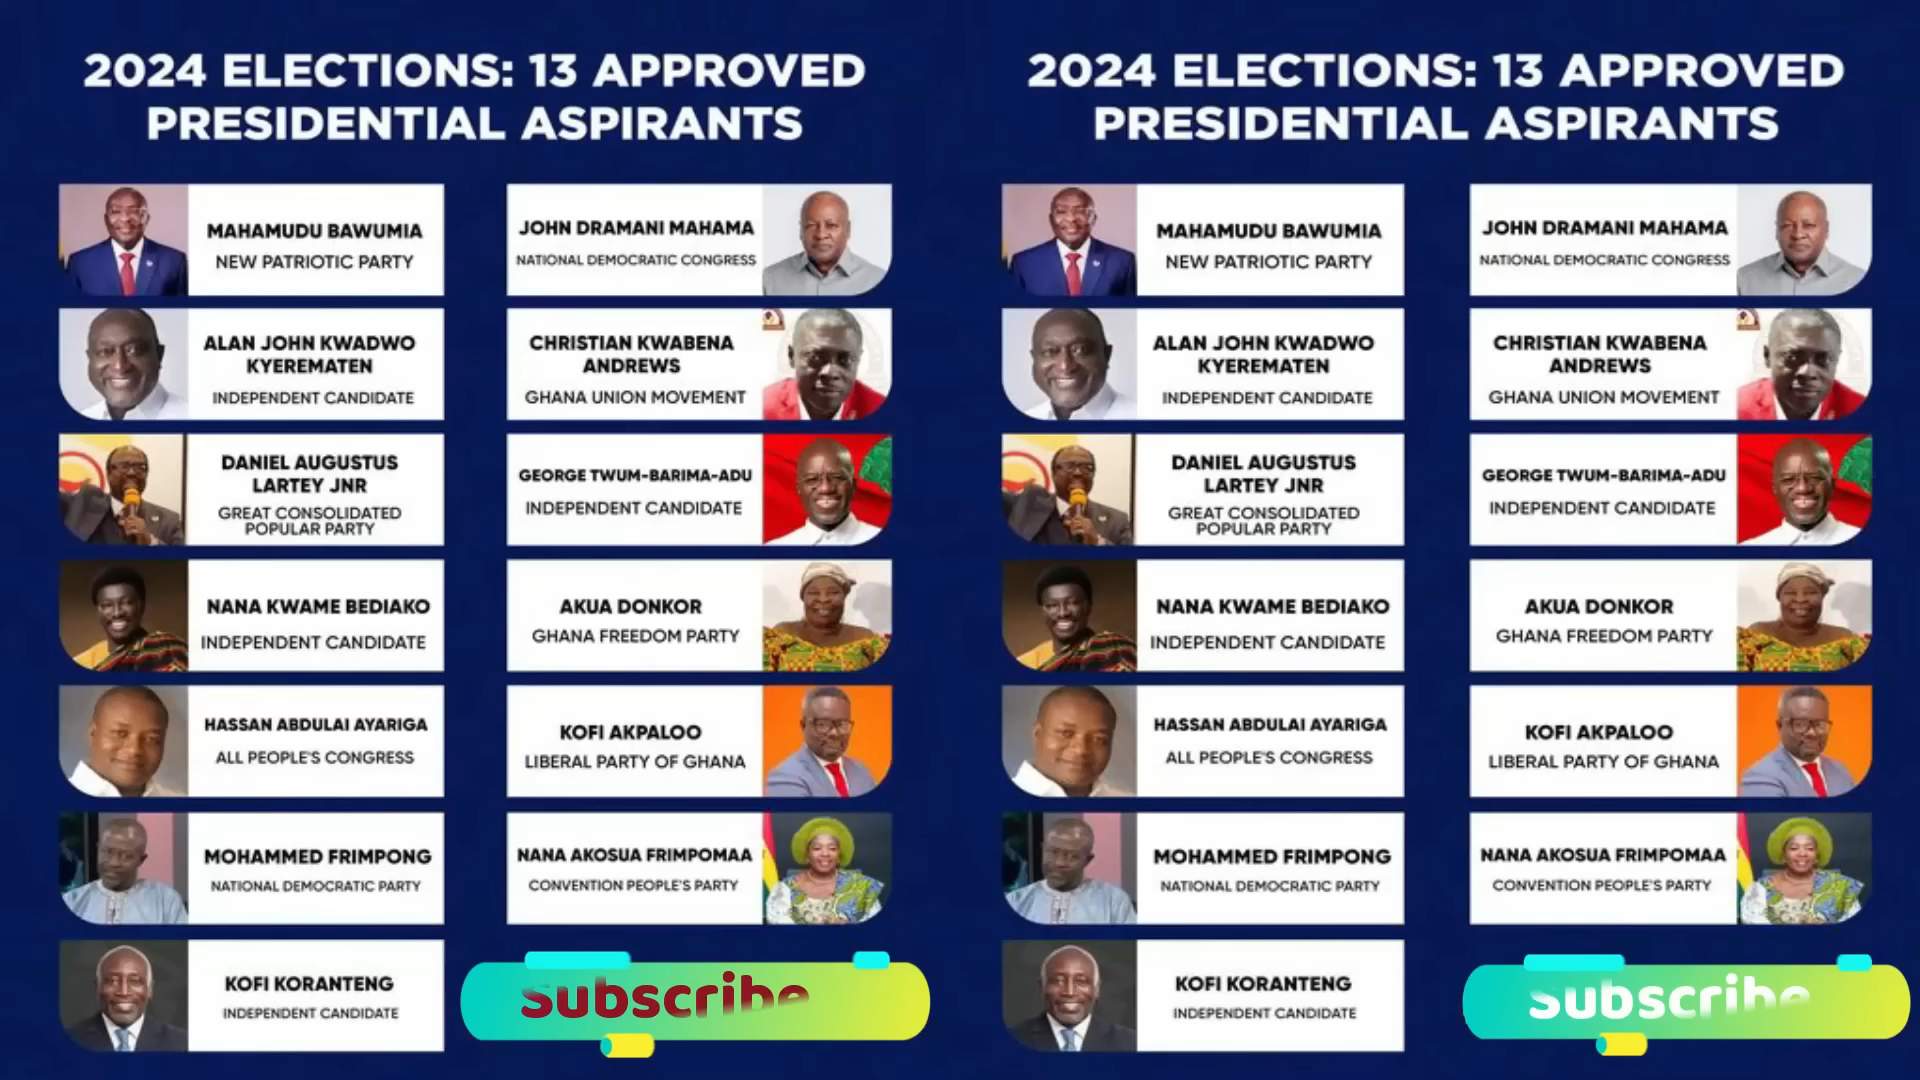 2024 ELECTIONS: 13 APPROVED
PRESIDENTIAL ASPIRANTS
MAHAMUDU BAWUMIA
NEW PATRIOTIC PARTY
JOHN DRAMANI MAHAMA
NATIONAL DEMOCRATIC CONGRESS
ALAN JOHN KWADWO
KYEREMATEN
INDEPENDENT CANDIDATE
CHRISTIAN KWABENA
ANDREWS
GHANA UNION MOVEMENT
DANIEL AUGUSTUS
LARTEY JNR
GREAT CONSOLIDATED
POPULAR PARTY
GEORGE TWUM-BARIMA-ADU
INDEPENDENT CANDIDATE
NANA KWAME BEDIAKO
INDEPENDENT CANDIDATE
AKUA DONKOR
GHANA FREEDOM PARTY
HASSAN ABDULAI AYARIGA
ALL PEOPLE'S CONGRESS
KOFI AKPALOO
LIBERAL PARTY OF GHANA
MOHAMMED FRIMPONG
NATIONAL DEMOCRATIC PARTY
NANA AKOSUA FRIMPOMAA
CONVENTION PEOPLE'S PARTY
KOFI KORANTENG
INDEPENDENT CANDIDATE
Subscribe
2024 ELECTIONS: 13 APPROVED
PRESIDENTIAL ASPIRANTS
MAHAMUDU BAWUMIA
NEW PATRIOTIC PARTY
JOHN DRAMANI MAHAMA
NATIONAL DEMOCRATIC CONGRESS
ALAN JOHN KWADWO
KYEREMATEN
INDEPENDENT CANDIDATE
CHRISTIAN KWABENA
ANDREWS
GHANA UNION MOVEMENT
DANIEL AUGUSTUS
LARTEY JNR
GREAT CONSOLIDATED
POPULAR PARTY
GEORGE TWUM-BARIMA-ADU
INDEPENDENT CANDIDATE
NANA KWAME BEDIAKO
INDEPENDENT CANDIDATE
AKUA DONKOR
GHANA FREEDOM PARTY
HASSAN ABDULAI AYARIGA
ALL PEOPLE'S CONGRESS
KOFI AKPALOO
LIBERAL PARTY OF GHANA
MOHAMMED FRIMPONG
NATIONAL DEMOCRATIC PARTY
NANA AKOSUA FRIMPOMAA
CONVENTION PEOPLE'S PARTY
KOFI KORANTENG
INDEPENDENT CANDIDATE
Subscribe